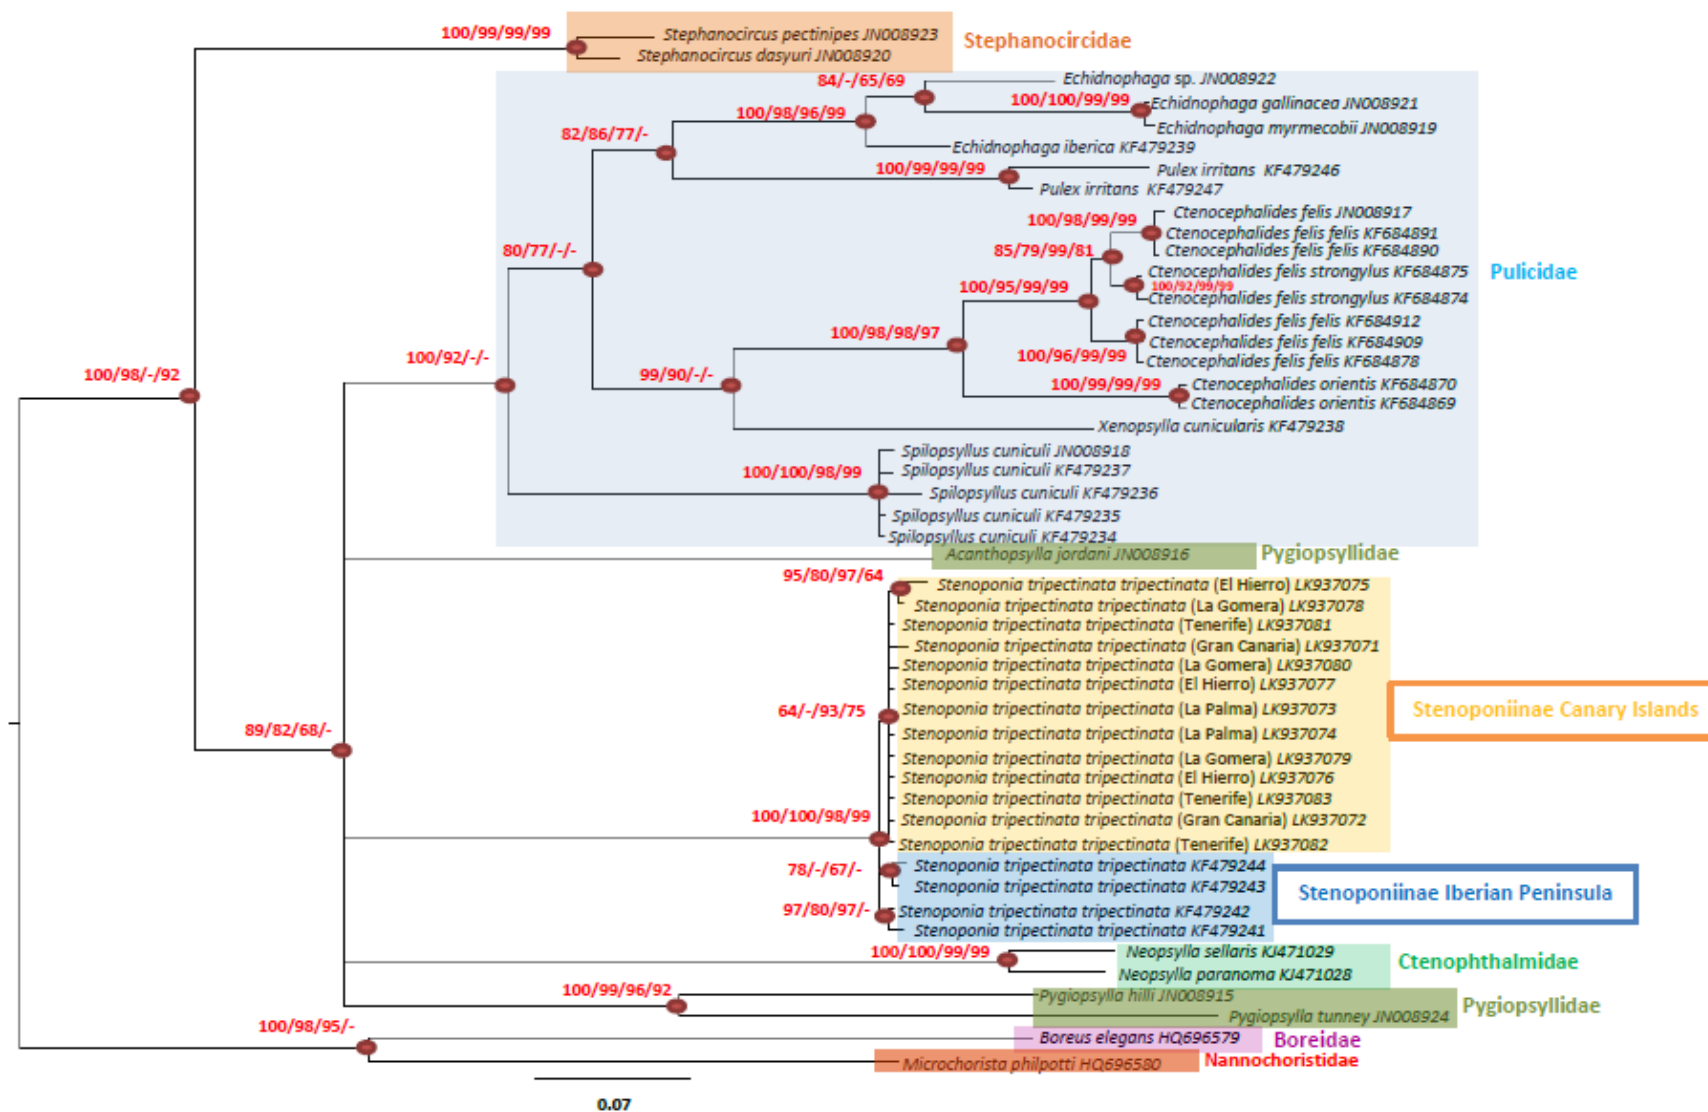 100/99/99/99
Stephanocircus pectinipes JN008923
Stephanocircus dasyuri JN008920
Stephanocircidae
84/-/65/69
Echidnophaga sp. JN008922
100/100/99/99
Echidnophaga gallinacea JN008921
100/98/96/99
Echidnophaga myrmecobii JN008919
82/86/77/-
Echidnophaga iberica KF479239
100/99/99/99
Pulex irritans KF479246
Pulex irritans KF479247
100/98/99/99
Ctenocephalides felis JN008917
Ctenocephalides felis felis KF684891
80/77/-/-
85/79/99/81
Ctenocephalides felis felis KF684890
Ctenocephalides felis strongylus KF684875
Pulicidae
100/95/99/99
100/92/99/99
Ctenocephalides felis strongylus KF684874
Ctenocephalides felis felis KF684912
100/98/98/97
Ctenocephalides felis felis KF684909
100/92/-/-
100/96/99/99
Ctenocephalides felis felis KF684878
100/98/-/92
99/90/-/-
100/99/99/99
Ctenocephalides orientis KF684870
Ctenocephalides orientis KF684869
Xenopsylla cunicularis KF479238
Spilopsyllus cuniculi JN008918
100/100/98/99
Spilopsyllus cuniculi KF479237
Spilopsyllus cuniculi KF479236
Spilopsyllus cuniculi KF479235
Spilopsyllus cuniculi KF479234
Acanthopsylla jordani JN008916
Pygiopsyllidae
95/80/97/64
Stenoponia tripectinata tripectinata (El Hierro) LK937075
Stenoponia tripectinata tripectinata (La Gomera) LK937078
Stenoponia tripectinata tripectinata (Tenerife) LK937081
Stenoponia tripectinata tripectinata (Gran Canaria) LK937071
Stenoponia tripectinata tripectinata (La Gomera) LK937080
Stenoponia tripectinata tripectinata (El Hierro) LK937077
64/-/93/75
Stenoponia tripectinata tripectinata (La Palma) LK937073
Stenoponiinae Canary Islands
89/82/68/-
Stenoponia tripectinata tripectinata (La Palma) LK937074
Stenoponia tripectinata tripectinata (La Gomera) LK937079
Stenoponia tripectinata tripectinata (El Hierro) LK937076
Stenoponia tripectinata tripectinata (Tenerife) LK937083
100/100/98/99
Stenoponia tripectinata tripectinata (Gran Canaria) LK937072
Stenoponia tripectinata tripectinata (Tenerife) LK937082
78/-/67/-
Stenoponia tripectinata tripectinata KF479244
Stenoponia tripectinata tripectinata KF479243
Stenoponiinae Iberian Peninsula
97/80/97/-
Stenoponia tripectinata tripectinata KF479242
Stenoponia tripectinata tripectinata KF479241
100/100/99/99
Neopsylla sellaris KJ471029
Ctenophthalmidae
Neopsylla paranoma KJ471028
100/99/96/92
Pygiopsylla hilli JN008915
Pygiopsyllidae
Pygiopsylla tunney JN008924
100/98/95/-
Boreus elegans HQ696579
Boreidae
Microchorista philpotti HQ696580
Nannochoristidae
0.07